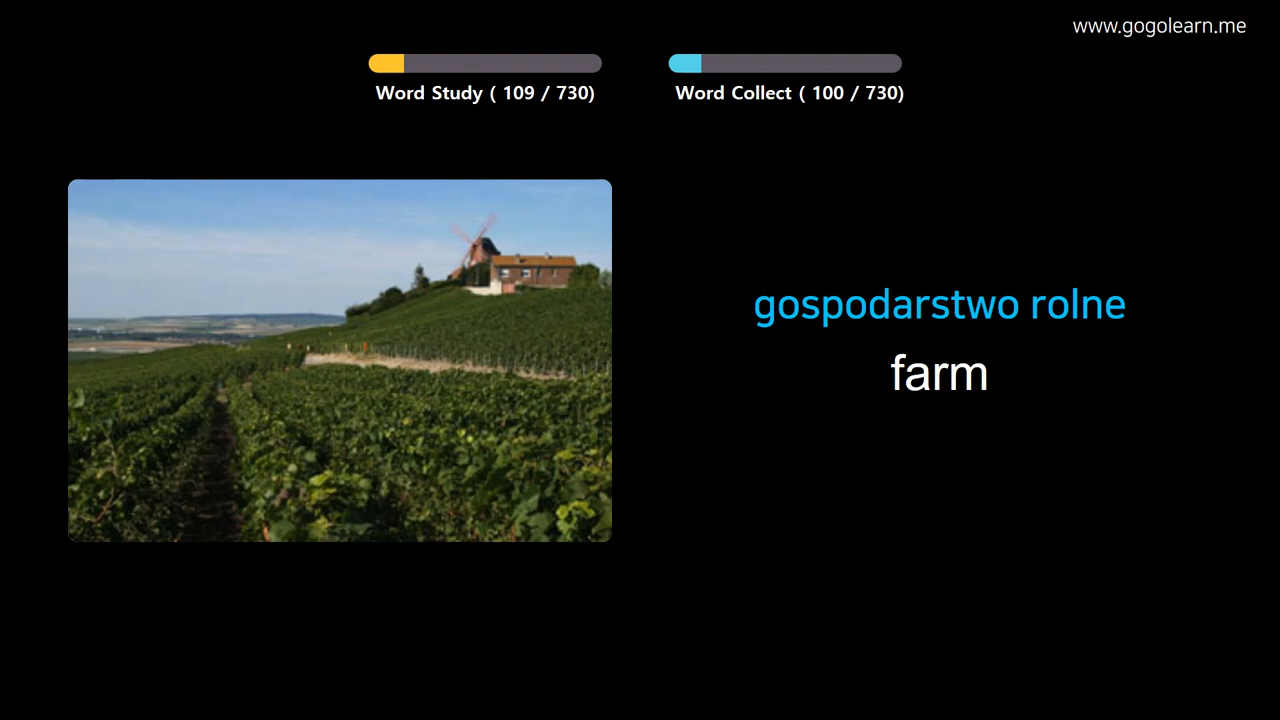 www.gogolearn.me
Word Study ( 109 / 730)
Word Collect ( 100 / 730)
gospodarstwo rolne
farm